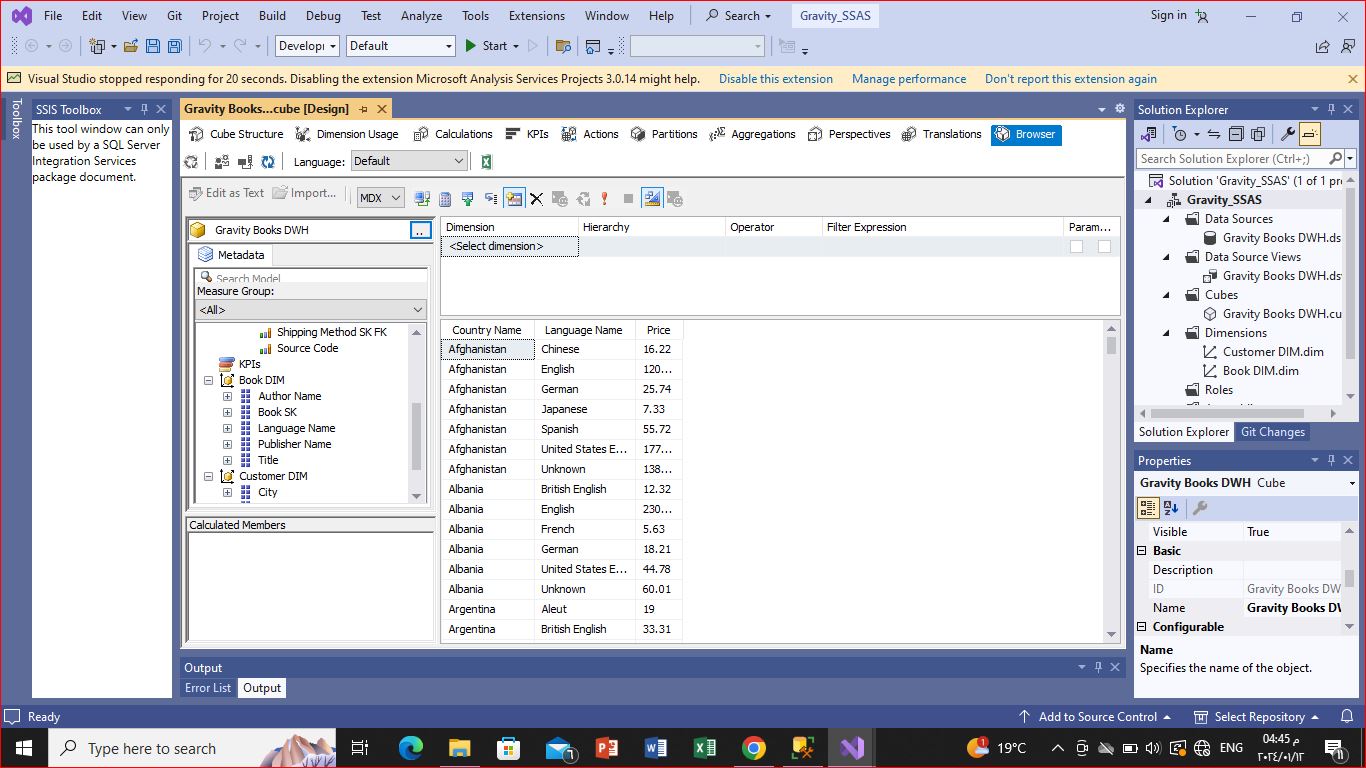 File Edit View Git Project Build Debug Test Analyze Tools Extensions Window Help Search Gravity_SSAS Sign in
Develop Default Start
Visual Studio stopped responding for 20 seconds. Disabling the extension Microsoft Analysis Services Projects 3.0.14 might help. Disable this extension Manage performance Don't report this extension again
Toolbox
SSIS Toolbox
This tool window can only
be used by a SQL Server
Integration Services
package document.
Gravity Books...cube [Design]
Cube Structure Dimension Usage Calculations KPIs Actions Partitions Aggregations Perspectives Translations Browser
Language: Default
Edit as Text Import... MDX
Gravity Books DWH ..
Metadata
Search Model
Measure Group:
<All>
Shipping Method SK FK
Source Code
KPIs
Book DIM
Author Name
Book SK
Language Name
Publisher Name
Title
Customer DIM
City
Calculated Members
Dimension Hierarchy Operator Filter Expression Param...
<Select dimension>
Country Name Language Name Price
Afghanistan Chinese 16.22
Afghanistan English 120...
Afghanistan German 25.74
Afghanistan Japanese 7.33
Afghanistan Spanish 55.72
Afghanistan United States E... 177...
Afghanistan Unknown 138...
Albania British English 12.32
Albania English 230...
Albania French 5.63
Albania German 18.21
Albania United States E... 44.78
Albania Unknown 60.01
Argentina Aleut 19
Argentina British English 33.31
Output
Error List Output
Solution Explorer
Search Solution Explorer (Ctrl+;)
Solution 'Gravity_SSAS' (1 of 1 pr
Gravity_SSAS
Data Sources
Gravity Books DWH.ds
Data Source Views
Gravity Books DWH.ds
Cubes
Gravity Books DWH.cu
Dimensions
Customer DIM.dim
Book DIM.dim
Roles
Solution Explorer Git Changes
Properties
Gravity Books DWH Cube
Visible True
Basic
Description
ID Gravity Books DW
Name Gravity Books DW
Configurable
Name
Specifies the name of the object.
Ready Add to Source Control Select Repository
Type here to search 7 1 19°C ENG 04:45 م
٢٠٢٤/٠١/١٢ 11